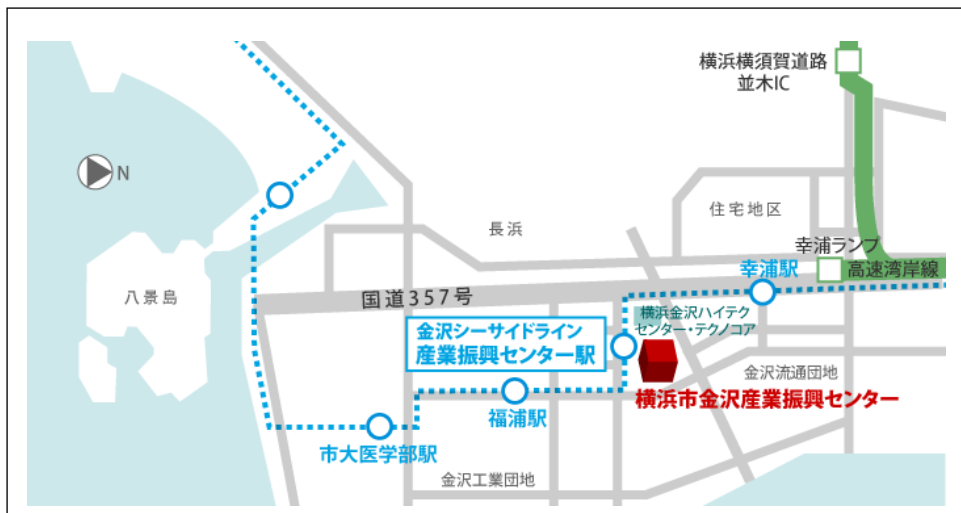 横浜横須賀道路
並木IC
N
住宅地区
長浜
幸浦ランプ
高速湾岸線
幸浦駅
八景島
国道357号
横浜金沢ハイテク
センター・テクノコア
金沢シーサイドライン
産業振興センター駅
金沢流通団地
横浜市金沢産業振興センター
福浦駅
市大医学部駅
金沢工業団地